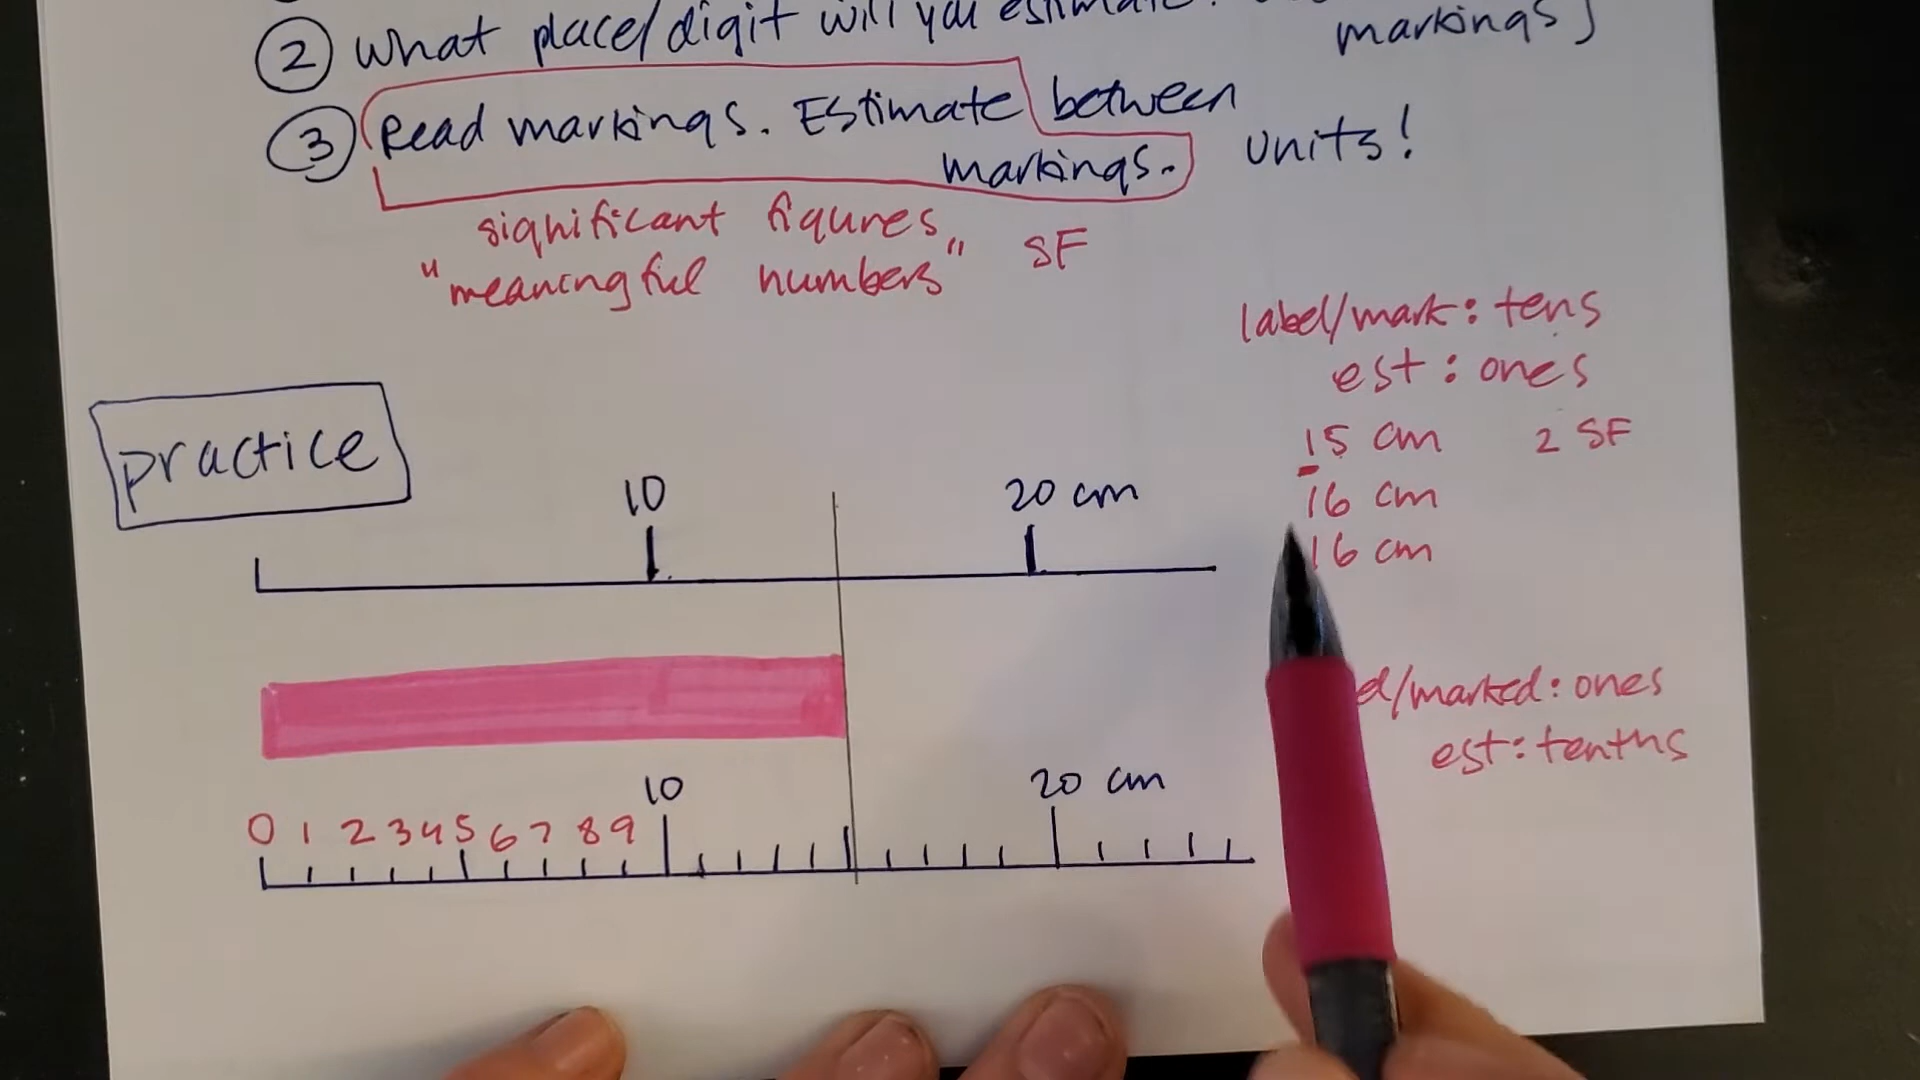 ② What place/digit will you estimate?
markings)
③ Read markings. Estimate between
markings. units!
significant figures
"meaningful numbers" SF
label/mark: tens
est: ones
practice
15 cm 2 SF
10 20 cm
16 cm
16 cm
d/marked: ones
est: tenths
10 20 cm
0 1 2 3 4 5 6 7 8 9